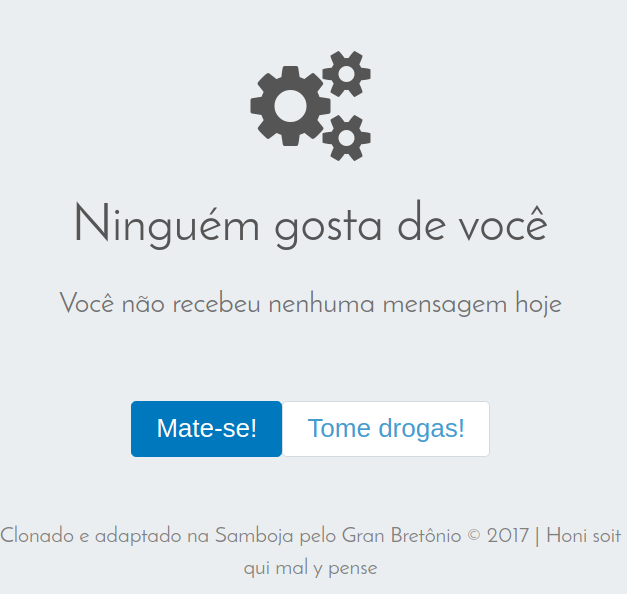 Ninguém gosta de você
Você não recebeu nenhuma mensagem hoje
Mate-se!
Tome drogas!
Clonado e adaptado na Samboja pelo Gran Bretônio © 2017 | Honi soit
qui mal y pense